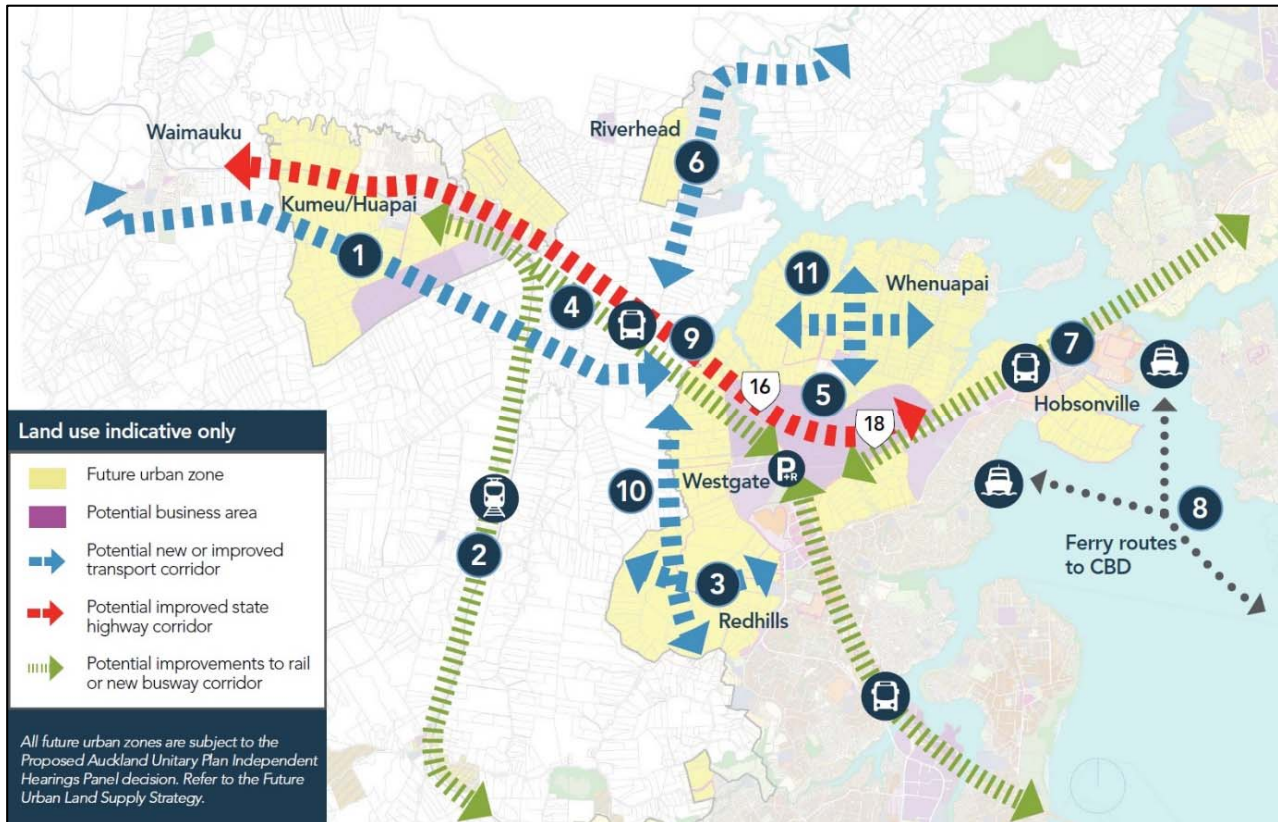 Waimauku
Riverhead
6
Kumeu/Huapai
1
11
Whenuapai
4
9
7
16
5
Hobsonville
18
Land use indicative only
Future urban zone
Potential business area
Potential new or improved
transport corridor
Potential improved state
highway corridor
Potential improvements to rail
or new busway corridor
All future urban zones are subject to the
Proposed Auckland Unitary Plan Independent
Hearings Panel decision. Refer to the Future
Urban Land Supply Strategy.
Westgate
P+R
10
2
8
Ferry routes
to CBD
3
Redhills